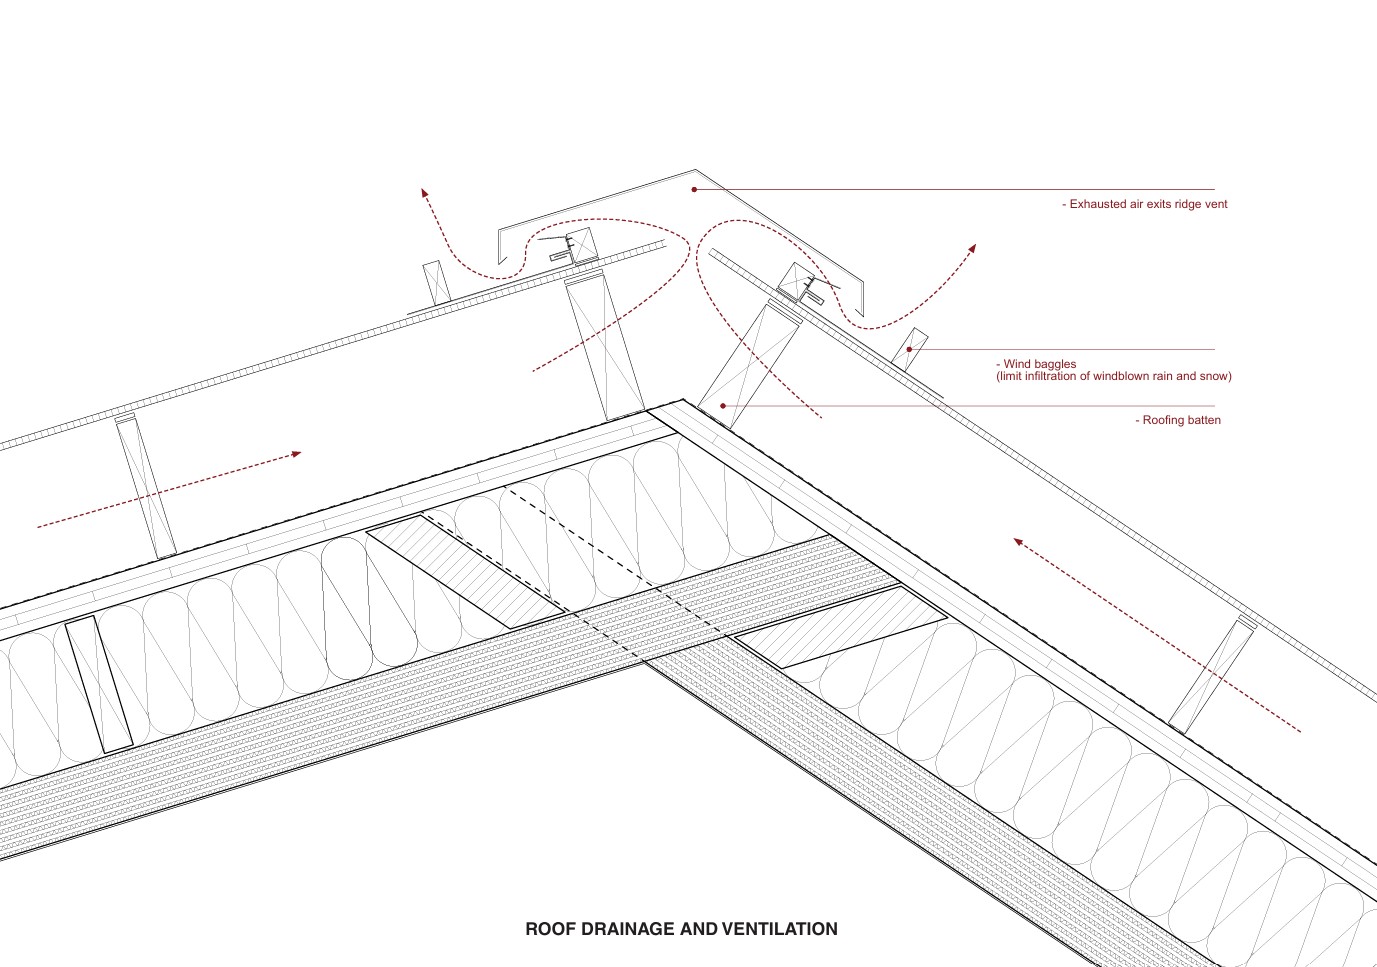 - Exhausted air exits ridge vent
- Wind baggles
(limit infiltration of windblown rain and snow)
- Roofing batten
ROOF DRAINAGE AND VENTILATION